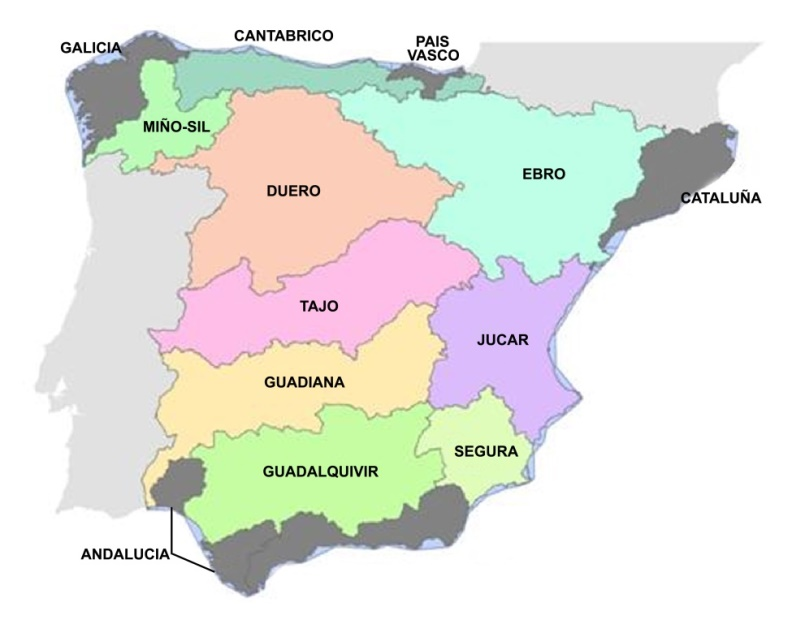 CANTABRICO
GALICIA
PAIS
VASCO
MIÑO-SIL
EBRO
DUERO
CATALUÑA
TAJO
JUCAR
GUADIANA
SEGURA
GUADALQUIVIR
ANDALUCIA